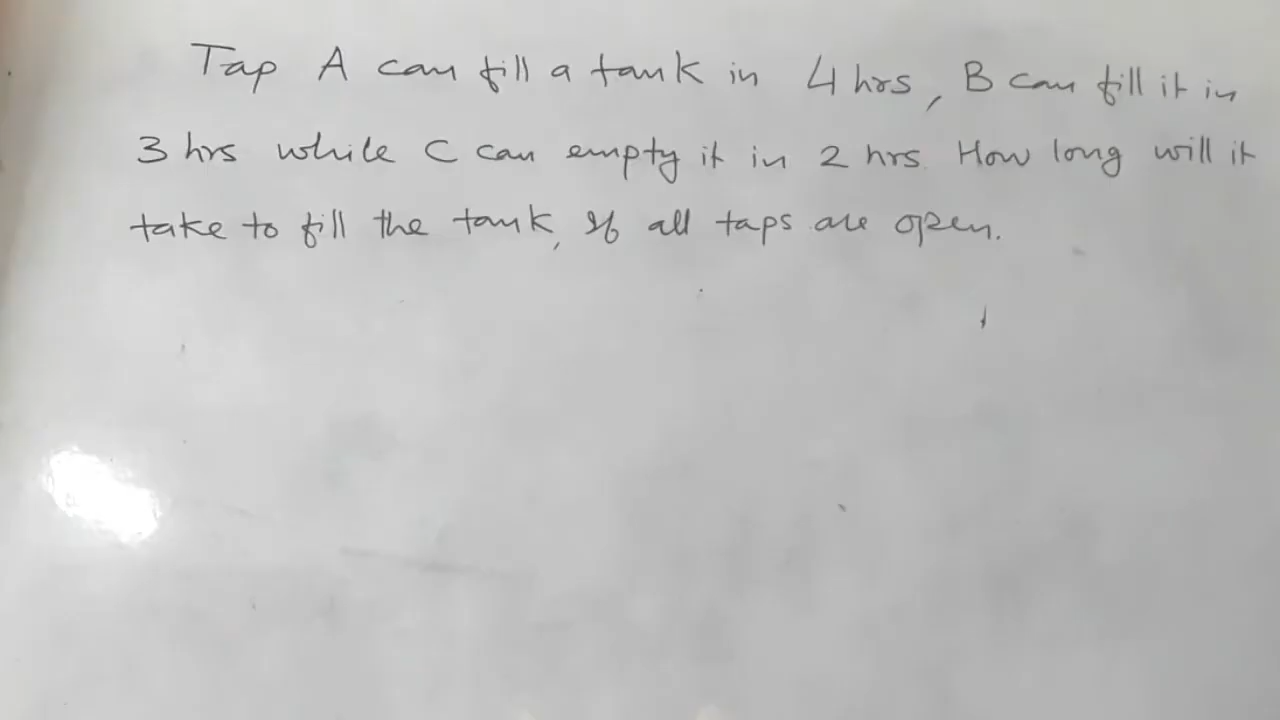 Tap A can fill a tank in 4 hrs, B can fill it in
3 hrs while C can empty it in 2 hrs. How long will it
take to fill the tank, If all taps are open.